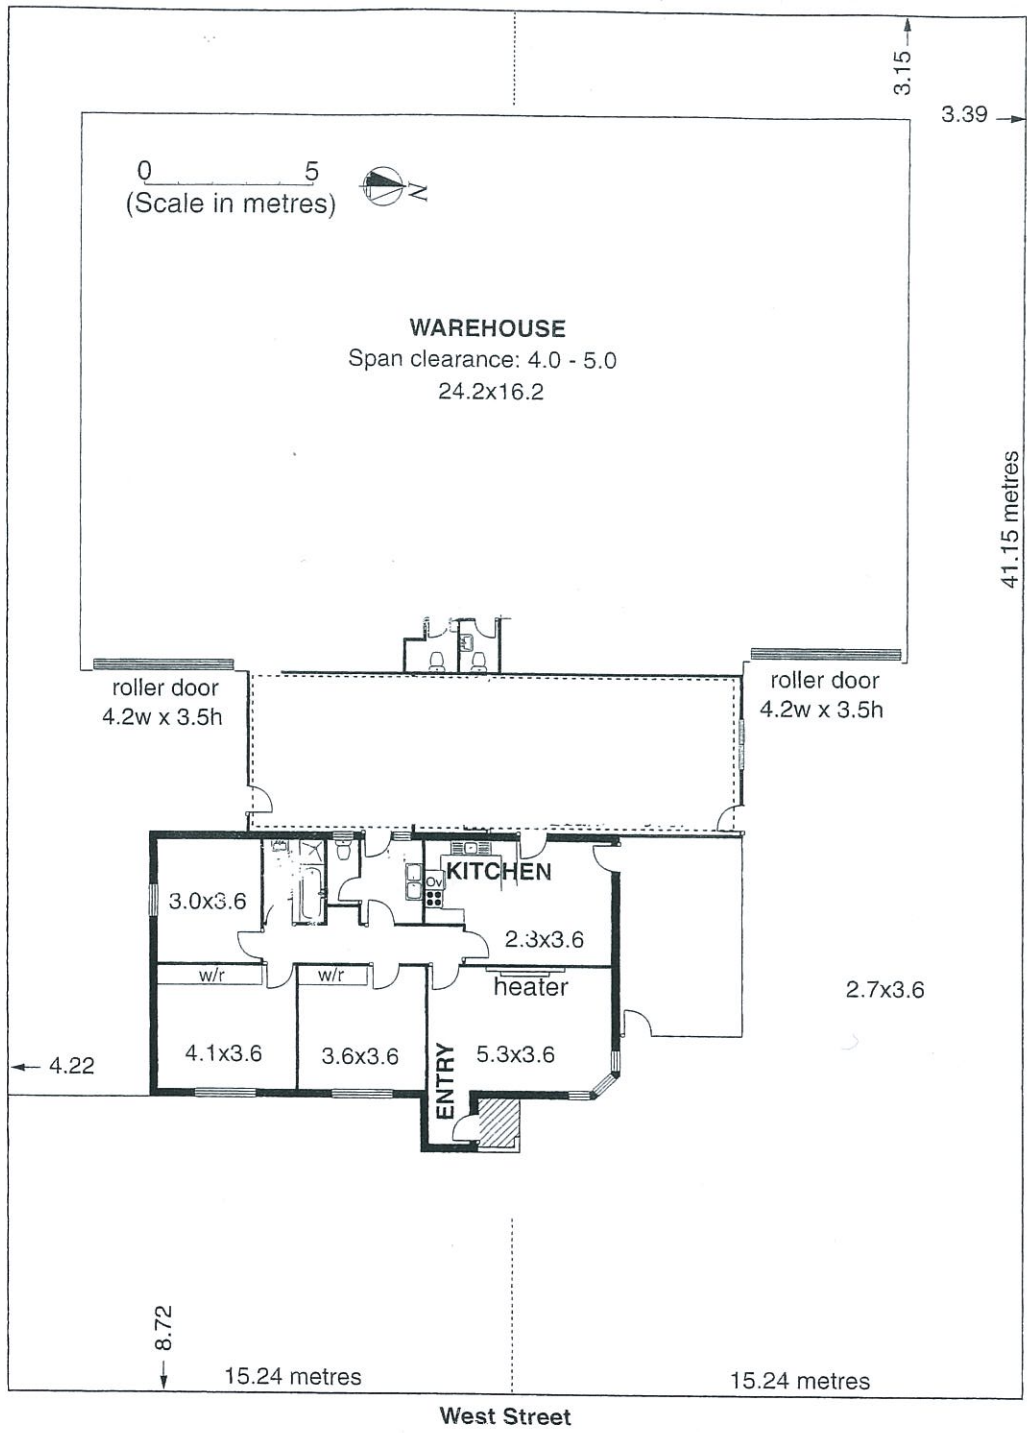 3.15
3.39
0 5
(Scale in metres)
N
WAREHOUSE
Span clearance: 4.0 - 5.0
24.2x16.2
41.15 metres
roller door
4.2w x 3.5h
roller door
4.2w x 3.5h
KITCHEN
Ov
3.0x3.6
2.3x3.6
w/r
w/r
heater
2.7x3.6
4.1x3.6
3.6x3.6
5.3x3.6
ENTRY
4.22
8.72
15.24 metres
15.24 metres
West Street